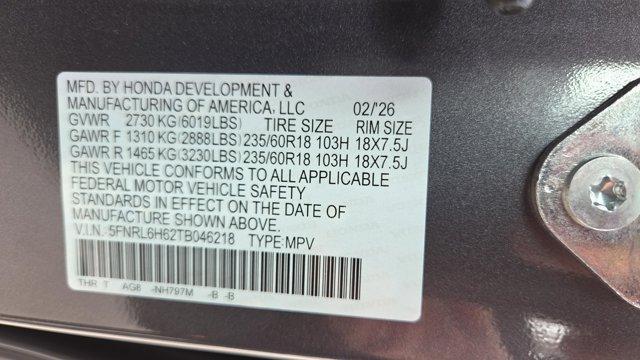 MFD. BY HONDA DEVELOPMENT &
MANUFACTURING OF AMERICA, LLC 02/'26
GVWR 2730 KG(6019LBS) TIRE SIZE RIM SIZE
GAWR F 1310 KG(2888LBS) 235/60R18 103H 18X7.5J
GAWR R 1465 KG(3230LBS) 235/60R18 103H 18X7.5J
THIS VEHICLE CONFORMS TO ALL APPLICABLE
FEDERAL MOTOR VEHICLE SAFETY
STANDARDS IN EFFECT ON THE DATE OF
MANUFACTURE SHOWN ABOVE.
V.I.N.: 5FNRL6H62TB046218 TYPE:MPV
THR T AG8 -NH797M -B -B